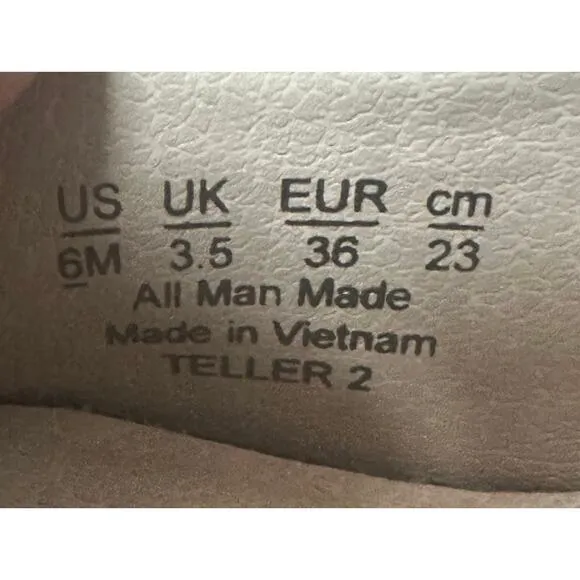 US UK EUR cm
6M 3.5 36 23
All Man Made
Made in Vietnam
TELLER 2